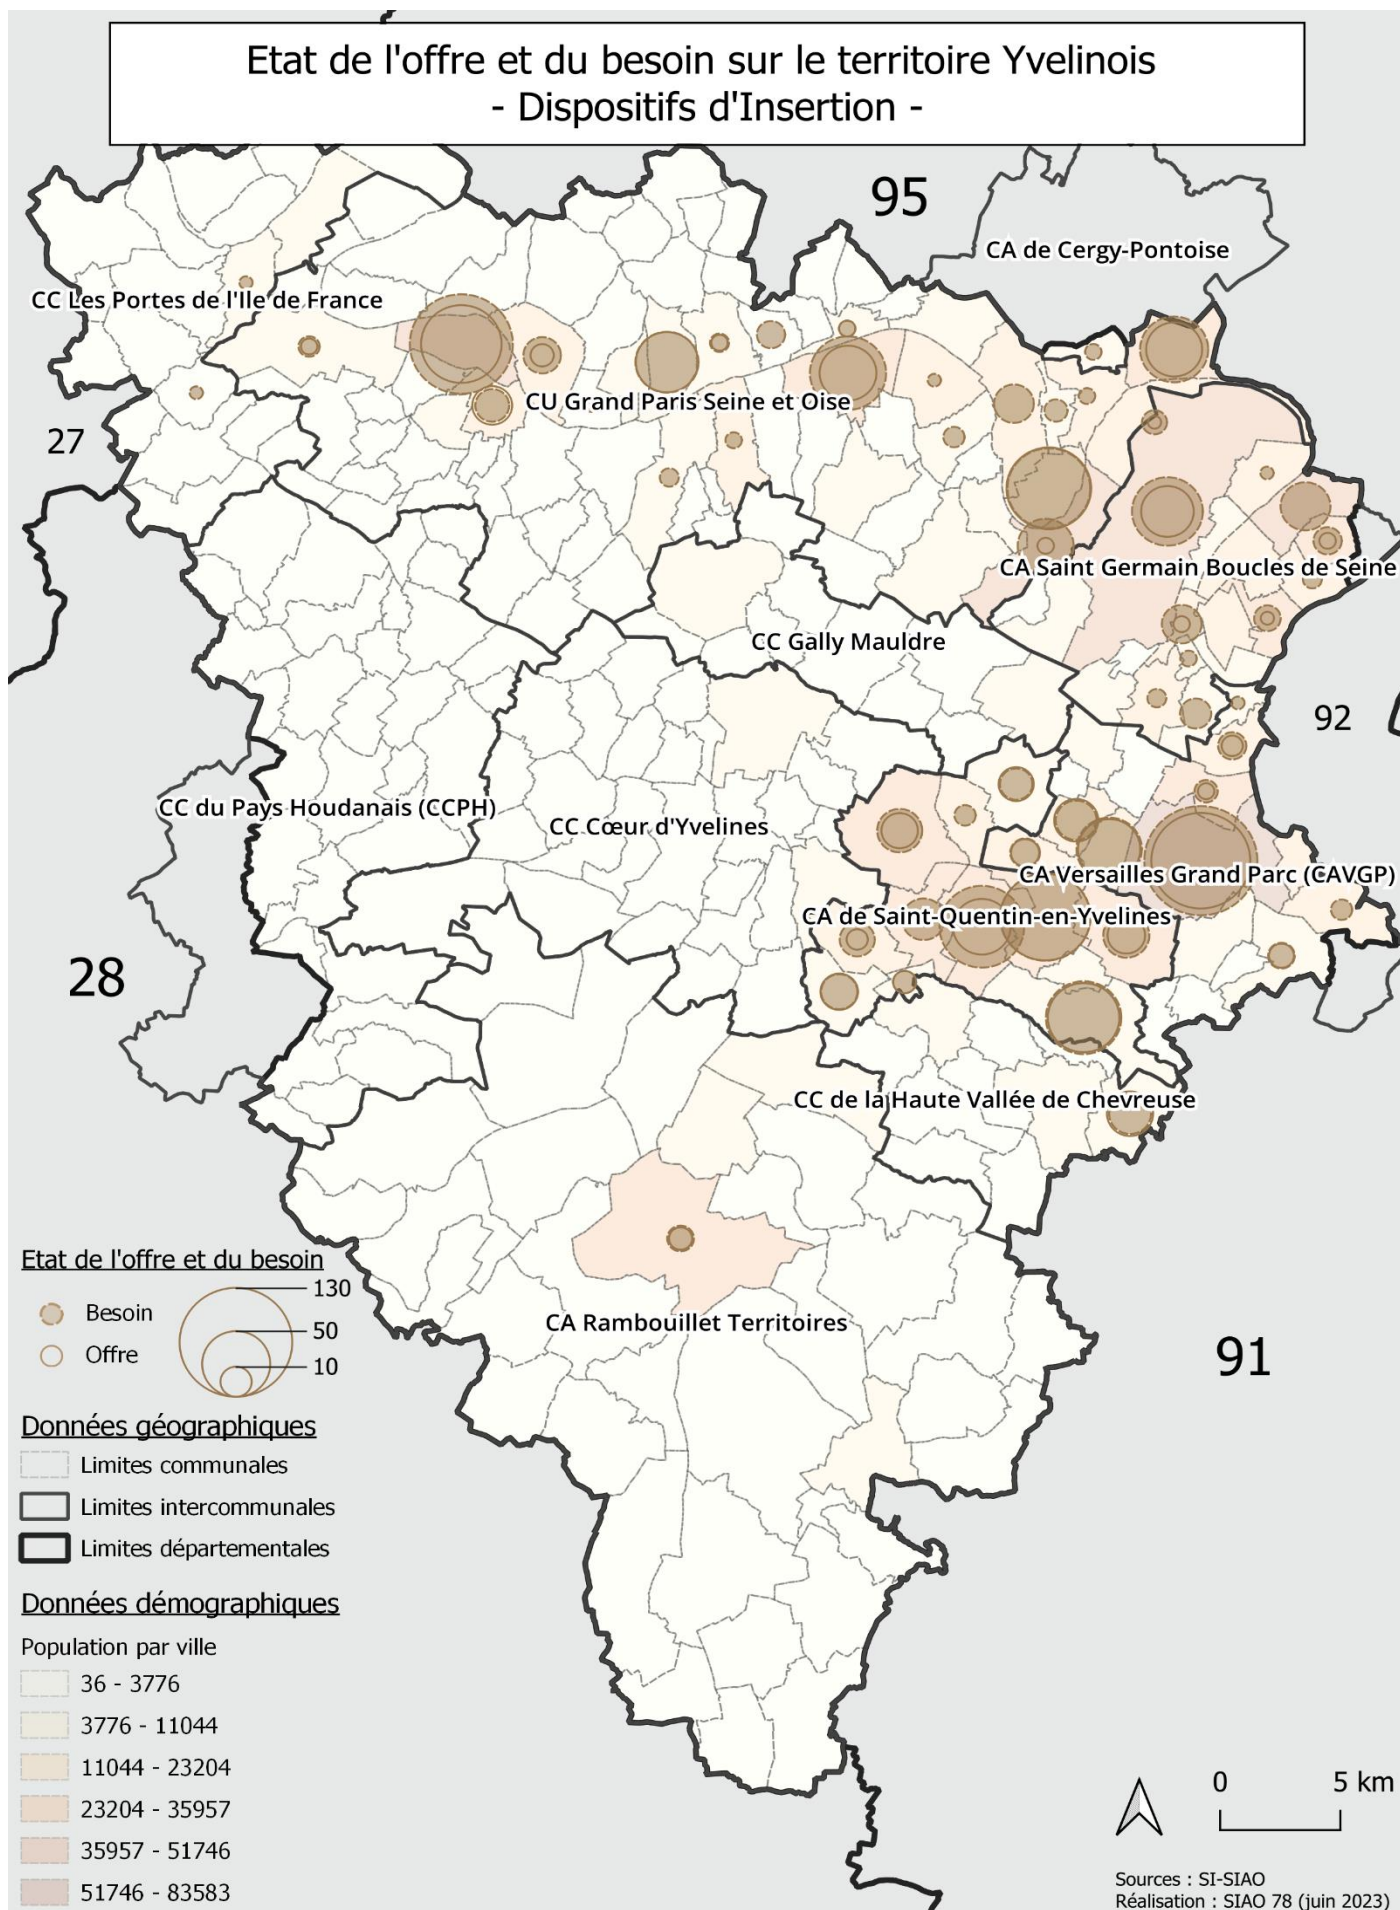 Etat de l'offre et du besoin sur le territoire Yvelinois
- Dispositifs d'Insertion -
95
CA de Cergy-Pontoise
CC Les Portes de l'Ile de France
CU Grand Paris Seine et Oise
27
CA Saint Germain Boucles de Seine
CC Gally Mauldre
92
CC du Pays Houdanais (CCPH)
CC Cœur d'Yvelines
CA Versailles Grand Parc (CAVGP)
CA de Saint-Quentin-en-Yvelines
28
CC de la Haute Vallée de Chevreuse
CA Rambouillet Territoires
91
Etat de l'offre et du besoin
Besoin
Offre
130
50
10
Données géographiques
Limites communales
Limites intercommunales
Limites départementales
Données démographiques
Population par ville
36 - 3776
3776 - 11044
11044 - 23204
23204 - 35957
35957 - 51746
51746 - 83583
0 5 km
Sources : SI-SIAO
Réalisation : SIAO 78 (juin 2023)